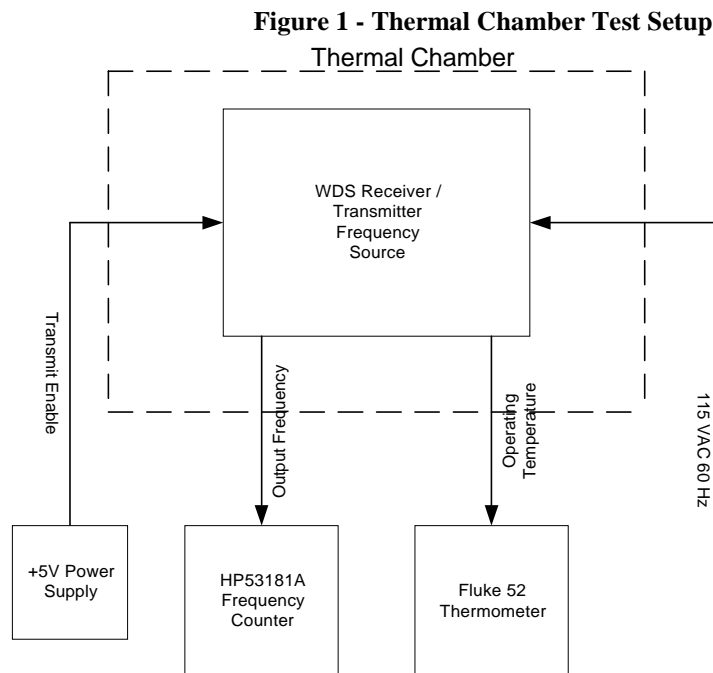 Figure 1 - Thermal Chamber Test Setup
Thermal Chamber
WDS Receiver /
Transmitter
Frequency
Source
Transmit Enable
Output Frequency
Operating
Temperature
115 VAC 60 Hz
+5V Power
Supply
HP53181A
Frequency
Counter
Fluke 52
Thermometer